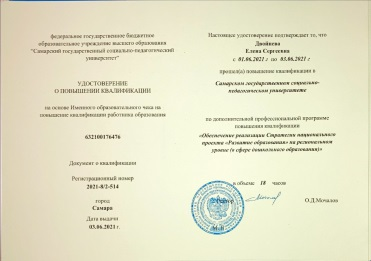 федеральное государственное бюджетное
образовательное учреждение высшего образования
"Самарский государственный социально-педагогический
университет"
УДОСТОВЕРЕНИЕ
О ПОВЫШЕНИИ КВАЛИФИКАЦИИ
на основе Именного образовательного чека на
повышение квалификации работника образования
632100176476
Документ о квалификации
Регистрационный номер
2021-8/2-514
город
Самара
Дата выдачи
03.06.2021 г.
Настоящее удостоверение подтверждает то, что
Елена Сергеевна
с 01.06.2021 г по 03.06.2021 г
прошел(а) повышение квалификации в
Самарском государственном социально-
педагогическом университете
по дополнительной профессиональной программе
повышения квалификации
«Обеспечение реализации Стратегии национального
проекта «Развитие образования» на региональном
уровне (в сфере дошкольного образования)»
в объеме 18 часов
Ректор О.Д.Мочалов
М.П.